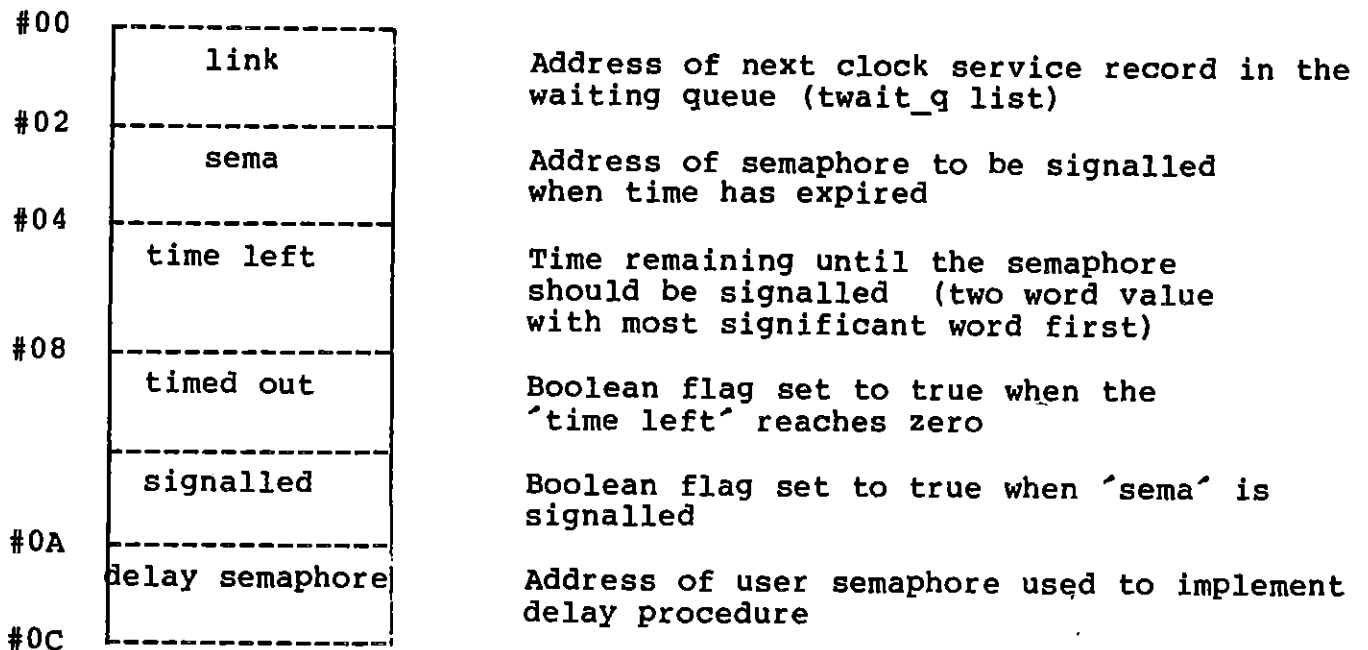 #00
link
Address of next clock service record in the
waiting queue (twait_q list)
#02
sema
Address of semaphore to be signalled
when time has expired
#04
time left
Time remaining until the semaphore
should be signalled (two word value
with most significant word first)
#08
timed out
Boolean flag set to true when the
´time left´ reaches zero
signalled
Boolean flag set to true when ´sema´ is
signalled
#0A
delay semaphore
Address of user semaphore used to implement
delay procedure
#0C